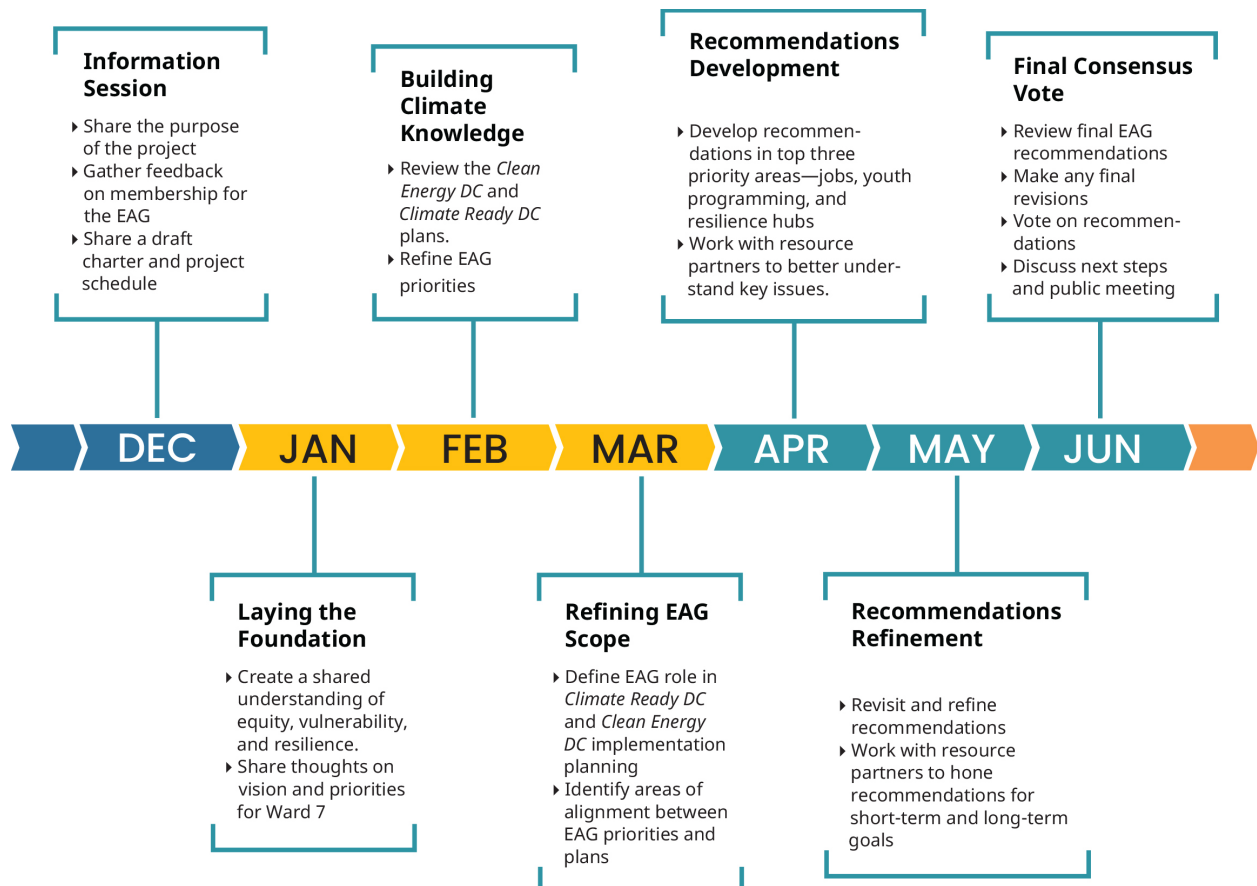 Information
Session
Share the purpose
of the project
Gather feedback
on membership for
the EAG
Share a draft
charter and project
schedule
Building
Climate
Knowledge
Review the Clean
Energy DC and
Climate Ready DC
plans.
Refine EAG
priorities
Recommendations
Development
Develop recommen-
dations in top three
priority areas—jobs, youth
programming, and
resilience hubs
Work with resource
partners to better under-
stand key issues.
Final Consensus
Vote
Review final EAG
recommendations
Make any final
revisions
Vote on recommen-
dations
Discuss next steps
and public meeting
DEC
JAN
FEB
MAR
APR
MAY
JUN
Laying the
Foundation
Create a shared
understanding of
equity, vulnerability,
and resilience.
Share thoughts on
vision and priorities
for Ward 7
Refining EAG
Scope
Define EAG role in
Climate Ready DC
and Clean Energy
DC implementation
planning
Identify areas of
alignment between
EAG priorities and
plans
Recommendations
Refinement
Revisit and refine
recommendations
Work with resource
partners to hone
recommendations for
short-term and long-term
goals